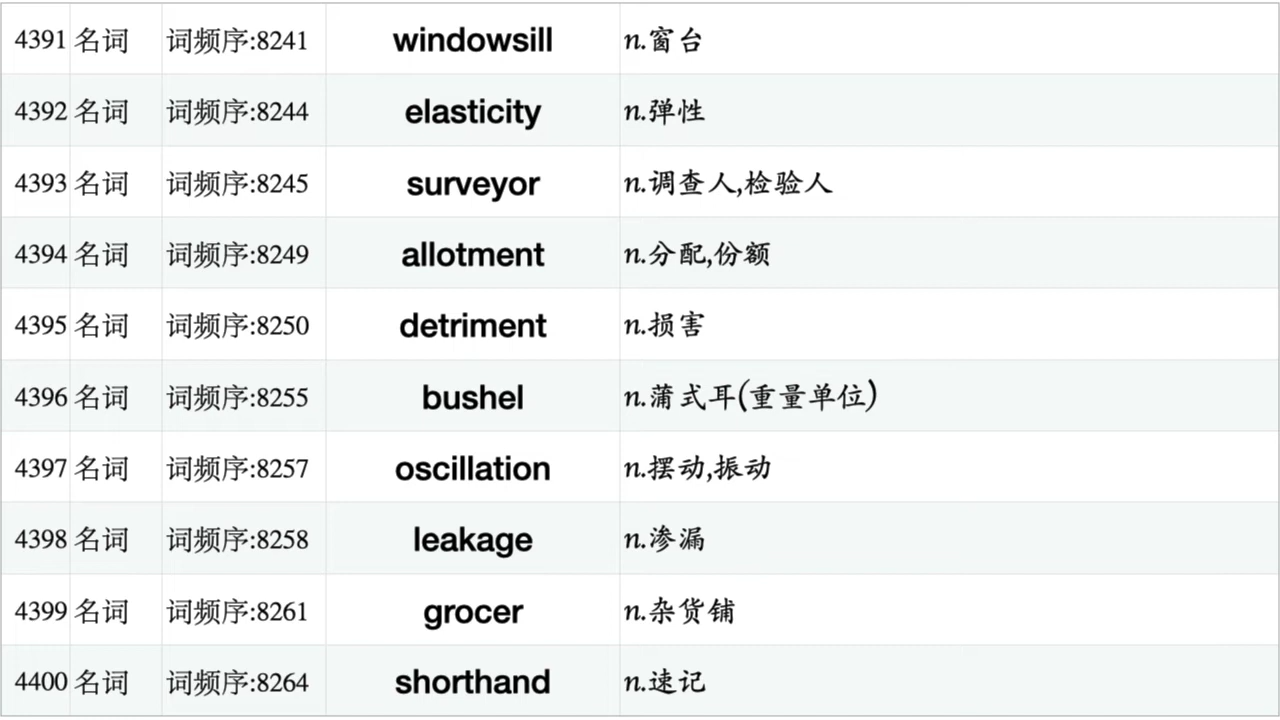 4391 名词 词频序:8241 windowsill n.窗台
4392 名词 词频序:8244 elasticity n.弹性
4393 名词 词频序:8245 surveyor n.调查人,检验人
4394 名词 词频序:8249 allotment n.分配,份额
4395 名词 词频序:8250 detriment n.损害
4396 名词 词频序:8255 bushel n.蒲式耳(重量单位)
4397 名词 词频序:8257 oscillation n.摆动,振动
4398 名词 词频序:8258 leakage n.渗漏
4399 名词 词频序:8261 grocer n.杂货铺
4400 名词 词频序:8264 shorthand n.速记